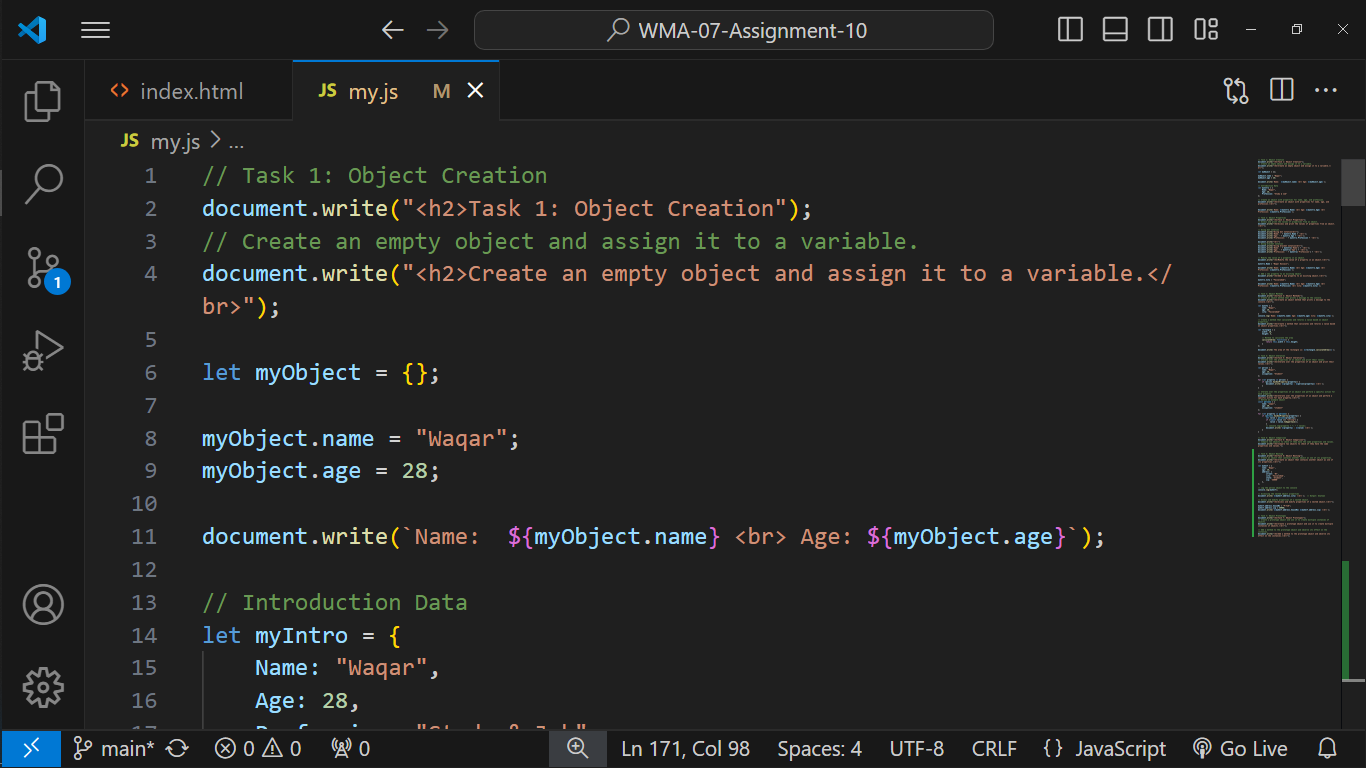 WMA-07-Assignment-10
index.html
JS my.js M
JS my.js > ...
1 // Task 1: Object Creation
2 document.write("<h2>Task 1: Object Creation");
3 // Create an empty object and assign it to a variable.
4 document.write("<h2>Create an empty object and assign it to a variable.</
br>");
5
6 let myObject = {};
7
8 myObject.name = "Waqar";
9 myObject.age = 28;
10
11 document.write(`Name:  ${myObject.name} <br> Age: ${myObject.age}`);
12
13 // Introduction Data
14 let myIntro = {
15 Name: "Waqar",
16 Age: 28,
1
main* 0 0 0 Ln 171, Col 98 Spaces: 4 UTF-8 CRLF {} JavaScript Go Live